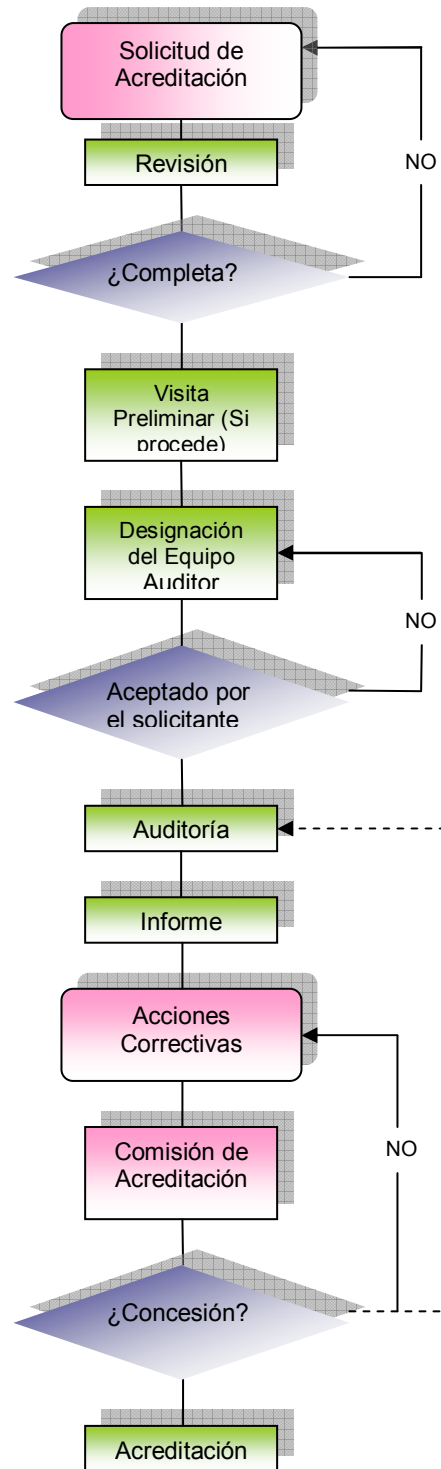 Solicitud de
Acreditación
NO
Revisión
¿Completa?
Visita
Preliminar (Si
procede)
Designación
del Equipo
Auditor
NO
Aceptado por
el solicitante
Auditoría
Informe
Acciones
Correctivas
NO
Comisión de
Acreditación
¿Concesión?
Acreditación